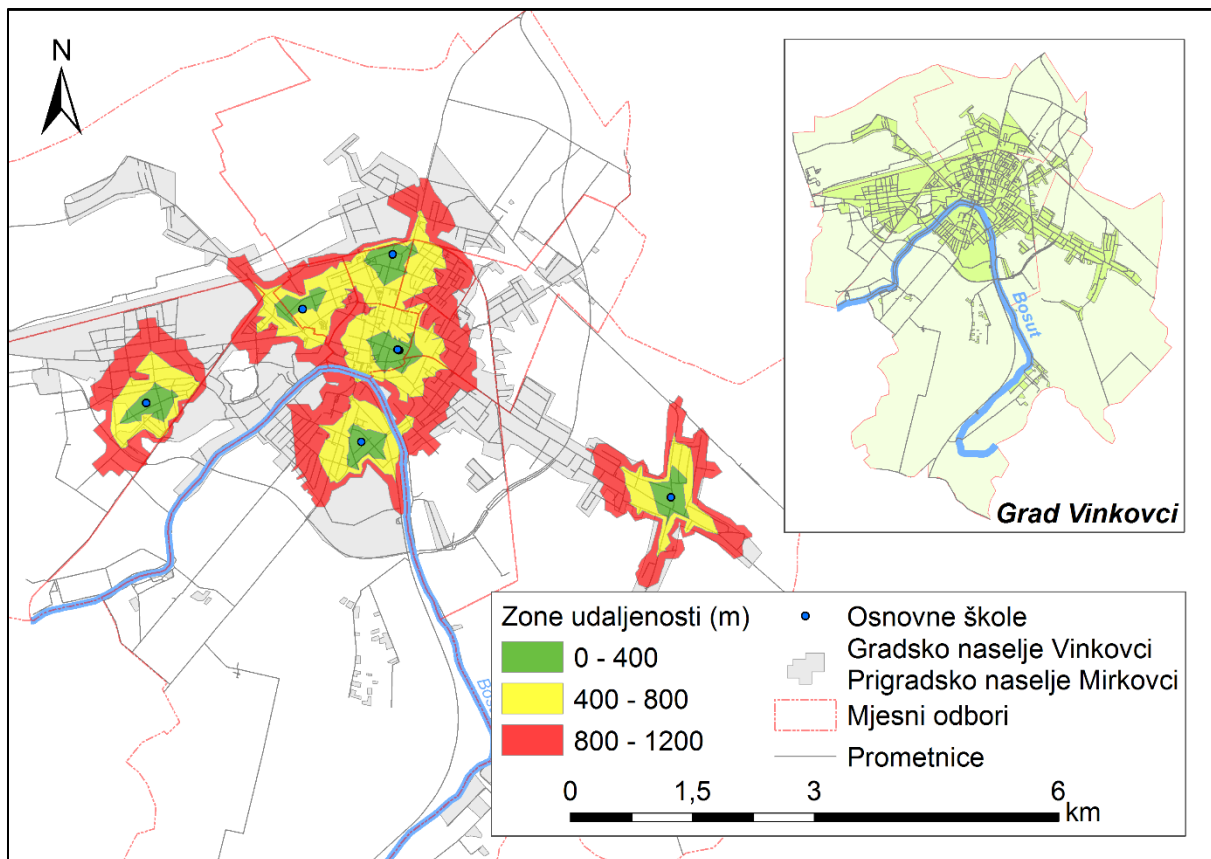 N
Bosut
Grad Vinkovci
Zone udaljenosti (m)
0 - 400
400 - 800
800 - 1200
Osnovne škole
Gradsko naselje Vinkovci
Prigradsko naselje Mirkovci
Mjesni odbori
Prometnice
0 1,5 3 6
km